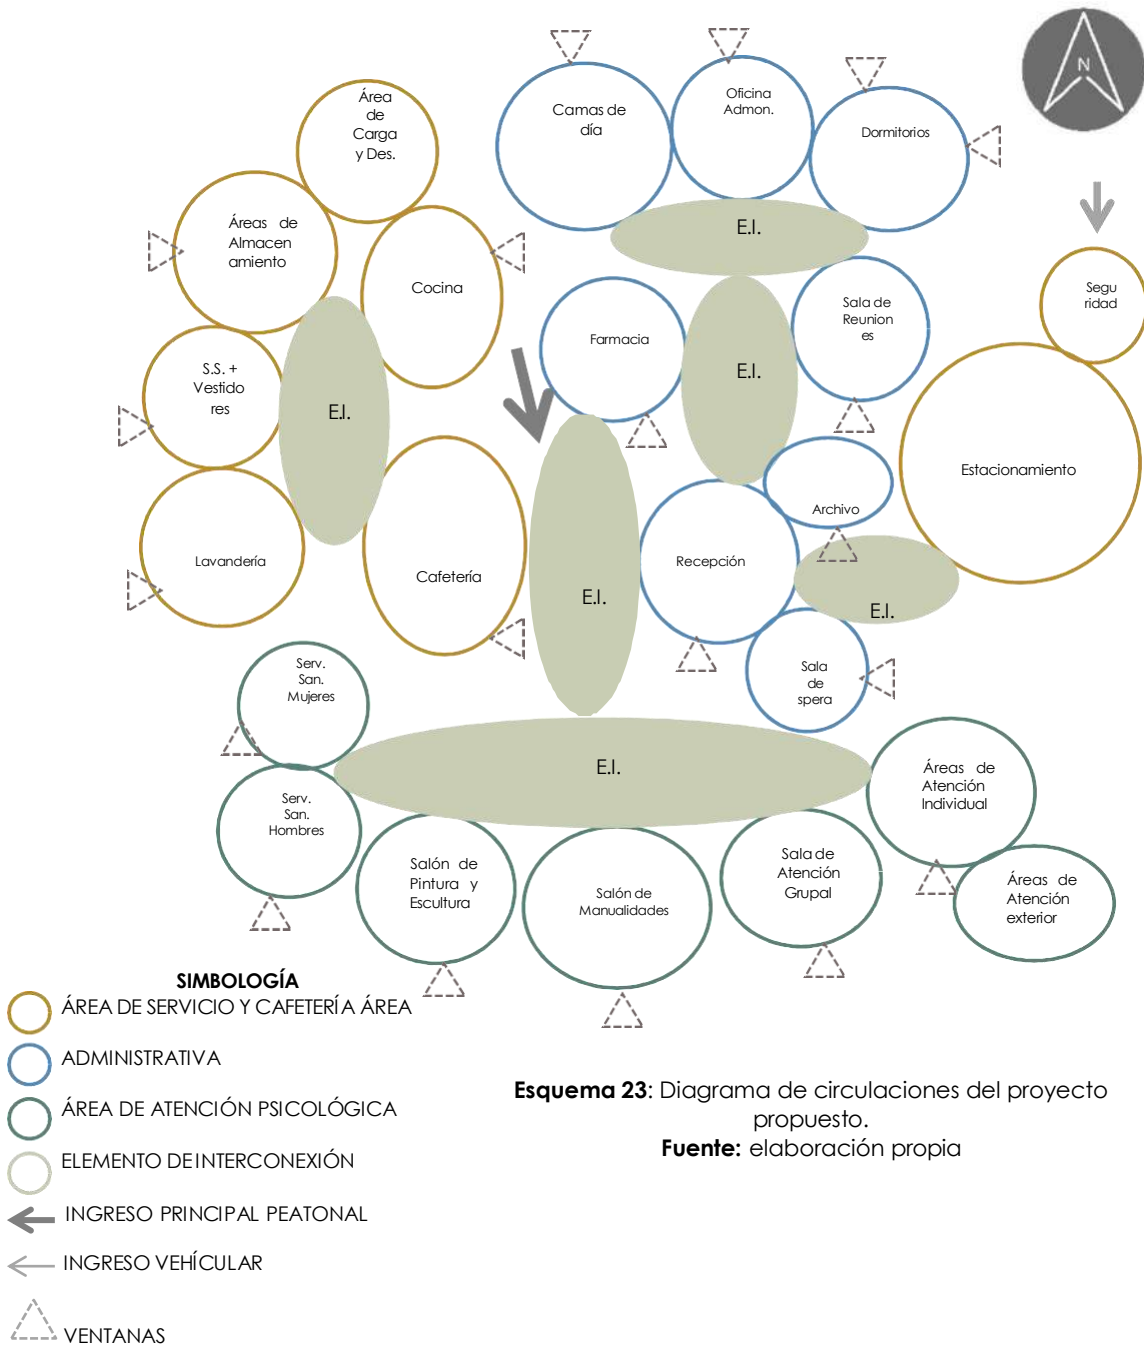 N
Área
de
Carga
y Des.
Camas de
día
Oficina
Admon.
Dormitorios
Áreas de
Almacen
amiento
E.I.
Cocina
Segu
ridad
Sala de
Reunion
es
Farmacia
S.S. +
Vestido
res
E.I.
E.I.
Estacionamiento
Archivo
Lavandería
Cafetería
Recepción
E.I.
E.I.
Serv.
San.
Mujeres
Sala
de
spera
E.I.
Serv.
San.
Hombres
Áreas de
Atención
Individual
Salón de
Pintura y
Escultura
Salón de
Manualidades
Sala de
Atención
Grupal
Áreas de
Atención
exterior
SIMBOLOGÍA
ÁREA DE SERVICIO Y CAFETERÍA ÁREA
ADMINISTRATIVA
ÁREA DE ATENCIÓN PSICOLÓGICA
ELEMENTO DE INTERCONEXIÓN
INGRESO PRINCIPAL PEATONAL
INGRESO VEHÍCULAR
VENTANAS
Esquema 23: Diagrama de circulaciones del proyecto
propuesto.
Fuente: elaboración propia